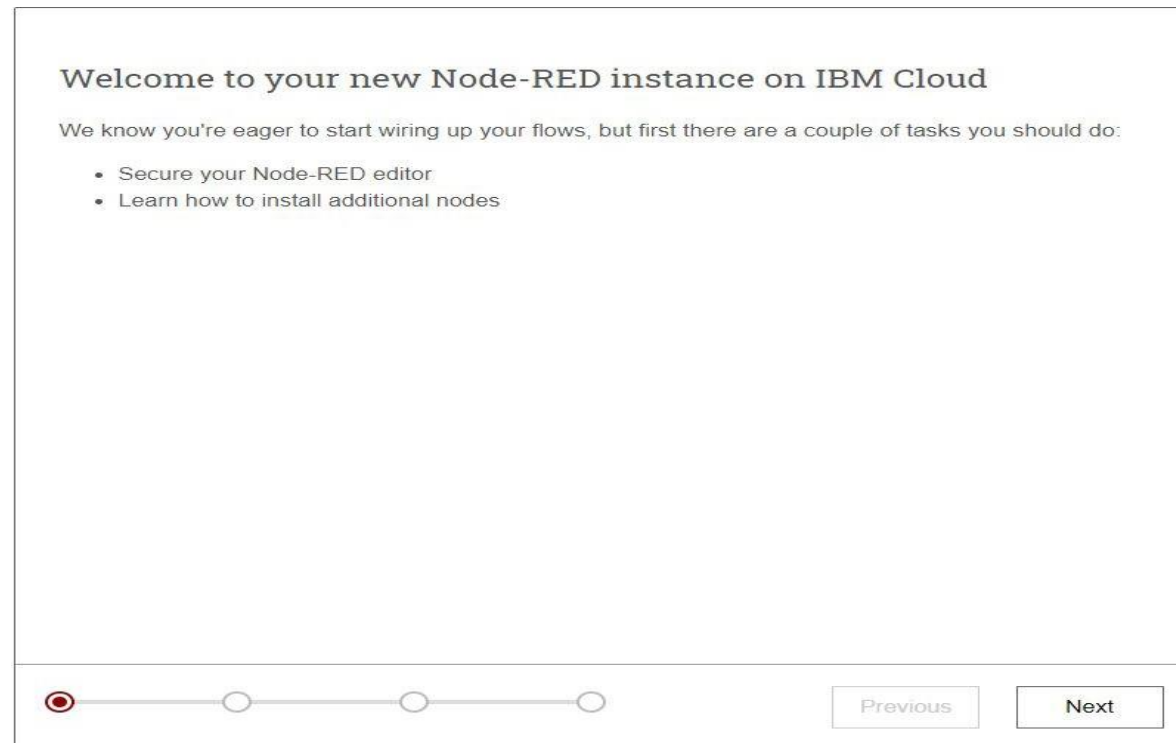 Welcome to your new Node-RED instance on IBM Cloud
We know you're eager to start wiring up your flows, but first there are a couple of tasks you should do:
• Secure your Node-RED editor
• Learn how to install additional nodes
Previous
Next